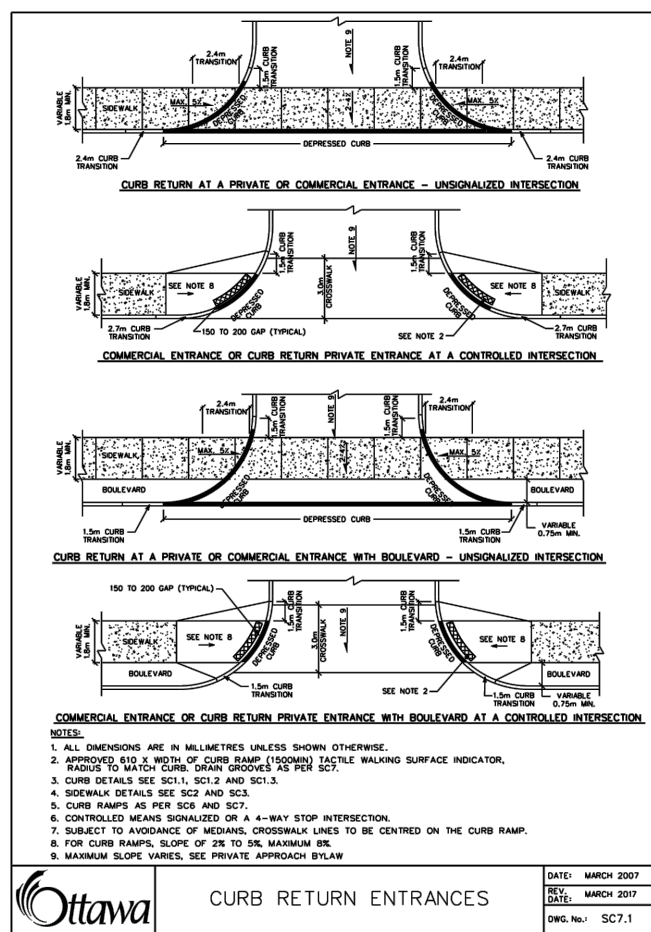 2.4m
TRANSITION
1.5m CURB
TRANSITION
NOTE 9
1.5m CURB
TRANSITION
2.4m
TRANSITION
VARIABLE
1.8m MIN.
SIDEWALK
MAX. 5%
DEPRESSED
CURB
2-4%
DEPRESSED
CURB
MAX. 5%
DEPRESSED CURB
2.4m CURB
TRANSITION
2.4m CURB
TRANSITION
CURB RETURN AT A PRIVATE OR COMMERCIAL ENTRANCE - UNSIGNALIZED INTERSECTION
1.5m CURB
TRANSITION
NOTE 9
1.5m CURB
TRANSITION
VARIABLE
1.8m MIN.
SIDEWALK
SEE NOTE 8
DEPRESSED
CURB
3.0m
CROSSWALK
DEPRESSED
CURB
SEE NOTE 8
SIDEWALK
2.7m CURB
TRANSITION
150 TO 200 GAP (TYPICAL)
SEE NOTE 2
2.7m CURB
TRANSITION
COMMERCIAL ENTRANCE OR CURB RETURN PRIVATE ENTRANCE AT A CONTROLLED INTERSECTION
2.4m
TRANSITION
1.5m CURB
TRANSITION
NOTE 9
1.5m CURB
TRANSITION
2.4m
TRANSITION
VARIABLE
1.8m MIN.
SIDEWALK
MAX. 5%
2-4%
MAX. 5%
BOULEVARD
DEPRESSED
CURB
DEPRESSED
CURB
BOULEVARD
1.5m CURB
TRANSITION
DEPRESSED CURB
1.5m CURB
TRANSITION
VARIABLE
0.75m MIN.
CURB RETURN AT A PRIVATE OR COMMERCIAL ENTRANCE WITH BOULEVARD - UNSIGNALIZED INTERSECTION
150 TO 200 GAP (TYPICAL)
1.5m CURB
TRANSITION
NOTE 9
1.5m CURB
TRANSITION
VARIABLE
1.8m MIN.
SIDEWALK
SEE NOTE 8
DEPRESSED
CURB
3.0m
CROSSWALK
DEPRESSED
CURB
SEE NOTE 8
SIDEWALK
BOULEVARD
1.5m CURB
TRANSITION
SEE NOTE 2
1.5m CURB
TRANSITION
BOULEVARD
VARIABLE
0.75m MIN.
COMMERCIAL ENTRANCE OR CURB RETURN PRIVATE ENTRANCE WITH BOULEVARD AT A CONTROLLED INTERSECTION
NOTES:
1. ALL DIMENSIONS ARE IN MILLIMETRES UNLESS SHOWN OTHERWISE.
2. APPROVED 610 X WIDTH OF CURB RAMP (1500MIN) TACTILE WALKING SURFACE INDICATOR,
RADIUS TO MATCH CURB. DRAIN GROOVES AS PER SC7.
3. CURB DETAILS SEE SC1.1, SC1.2 AND SC1.3.
4. SIDEWALK DETAILS SEE SC2 AND SC3.
5. CURB RAMPS AS PER SC6 AND SC7.
6. CONTROLLED MEANS SIGNALIZED OR A 4-WAY STOP INTERSECTION.
7. SUBJECT TO AVOIDANCE OF MEDIANS, CROSSWALK LINES TO BE CENTRED ON THE CURB RAMP.
8. FOR CURB RAMPS, SLOPE OF 2% TO 5%, MAXIMUM 8%.
9. MAXIMUM SLOPE VARIES, SEE PRIVATE APPROACH BYLAW
Ottawa
CURB RETURN ENTRANCES
DATE: MARCH 2007
REV. DATE: MARCH 2017
DWG. No.: SC7.1